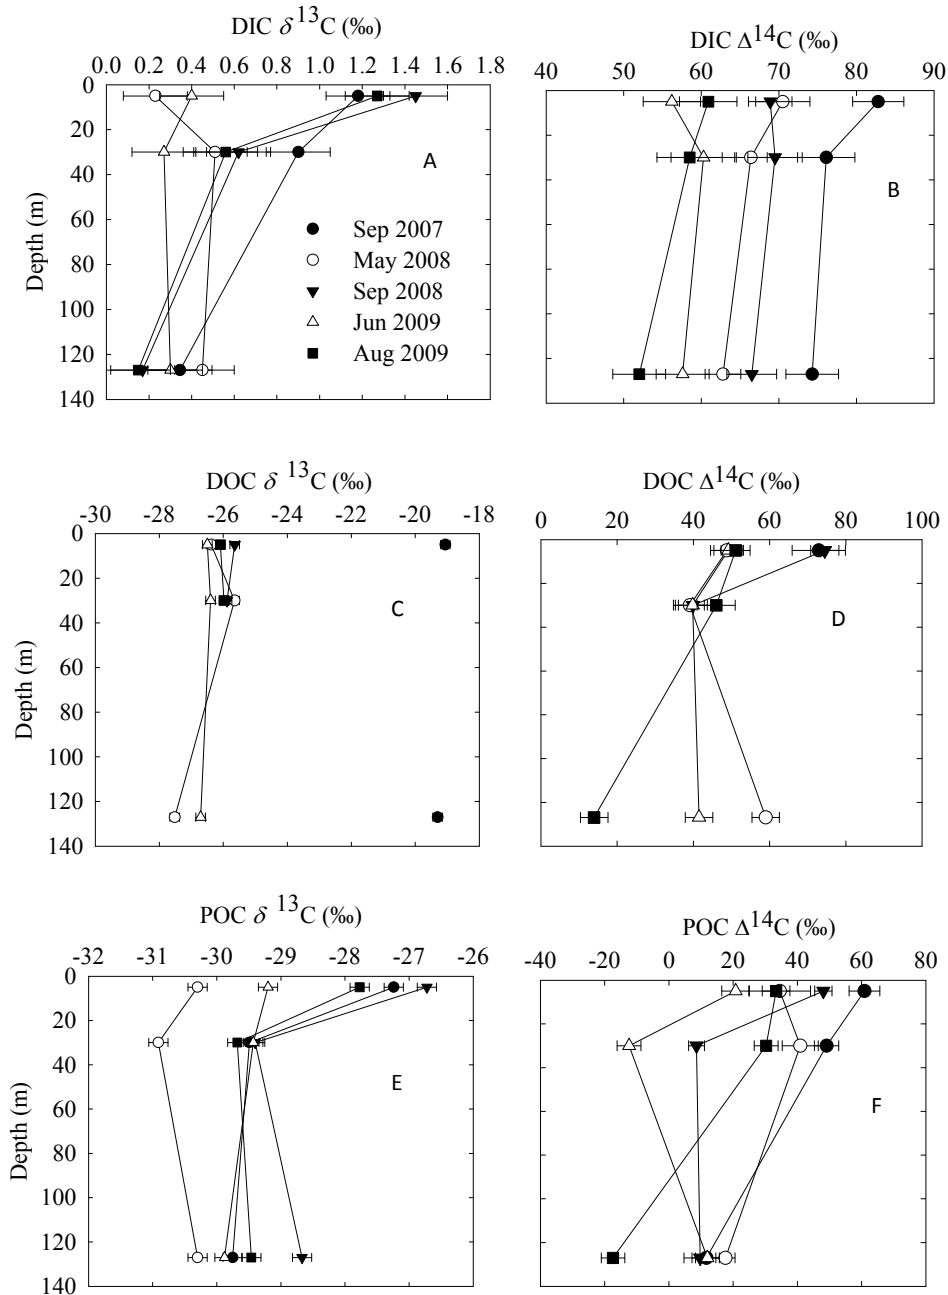 DIC δ 13C (‰)
0.0 0.2 0.4 0.6 0.8 1.0 1.2 1.4 1.6 1.8
0
20
40
60
80
100
120
140
Depth (m)
A
Sep 2007
May 2008
Sep 2008
Jun 2009
Aug 2009
DIC Δ14C (‰)
40 50 60 70 80 90
B
DOC δ 13C (‰)
-30 -28 -26 -24 -22 -20 -18
0
20
40
60
80
100
120
140
Depth (m)
C
DOC Δ14C (‰)
0 20 40 60 80 100
D
POC δ 13C (‰)
-32 -31 -30 -29 -28 -27 -26
0
20
40
60
80
100
120
140
Depth (m)
E
POC Δ14C (‰)
-40 -20 0 20 40 60 80
F